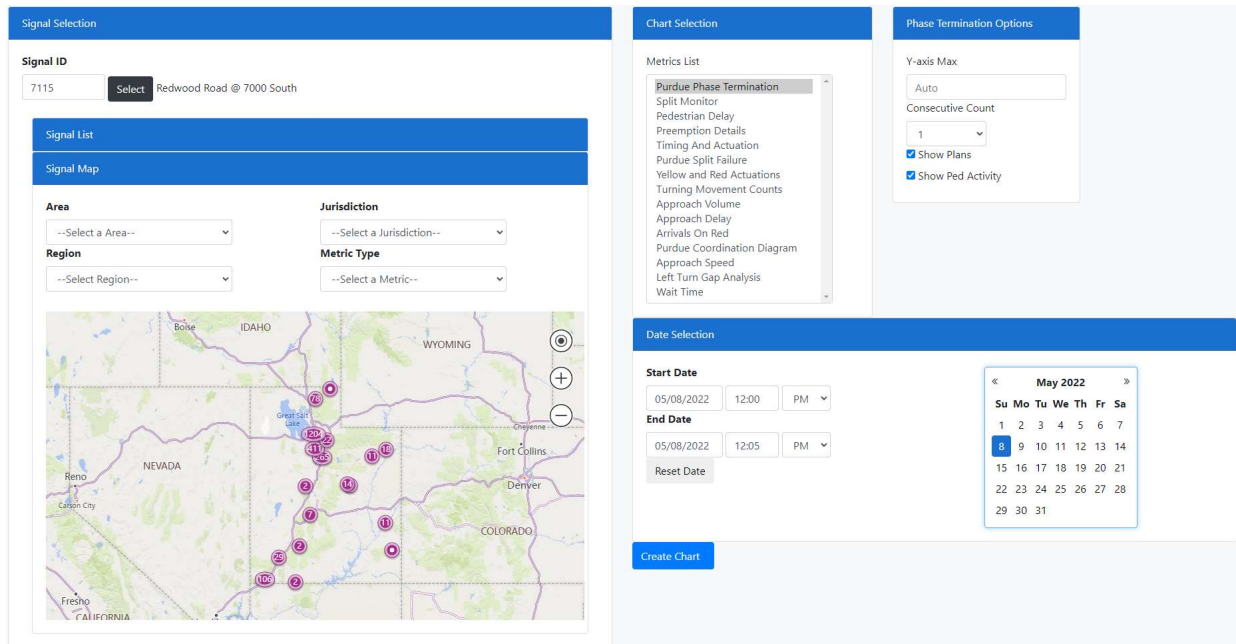 Signal Selection
Signal ID
7115 Select Redwood Road @ 7000 South
Signal List
Signal Map
Area Jurisdiction
--Select a Area-- --Select a Jurisdiction--
Region Metric Type
--Select Region-- --Select a Metric--
Boise IDAHO
WYOMING
78
Great Salt
Lake
1204
411
Cheyenne
18
11
Fort Collins
NEVADA
Reno
2
14
Denver
Carson City
7
11
COLORADO
2
29
106
2
Fresno
CALIFORNIA
Chart Selection
Metrics List
Purdue Phase Termination
Split Monitor
Pedestrian Delay
Preemption Details
Timing And Actuation
Purdue Split Failure
Yellow and Red Actuations
Turning Movement Counts
Approach Volume
Approach Delay
Arrivals On Red
Purdue Coordination Diagram
Approach Speed
Left Turn Gap Analysis
Wait Time
Phase Termination Options
Y-axis Max
Auto
Consecutive Count
1
Show Plans
Show Ped Activity
Date Selection
Start Date
05/08/2022 12:00 PM
End Date
05/08/2022 12:05 PM
Reset Date
« May 2022 »
Su Mo Tu We Th Fr Sa
1 2 3 4 5 6 7
8 9 10 11 12 13 14
15 16 17 18 19 20 21
22 23 24 25 26 27 28
29 30 31
Create Chart